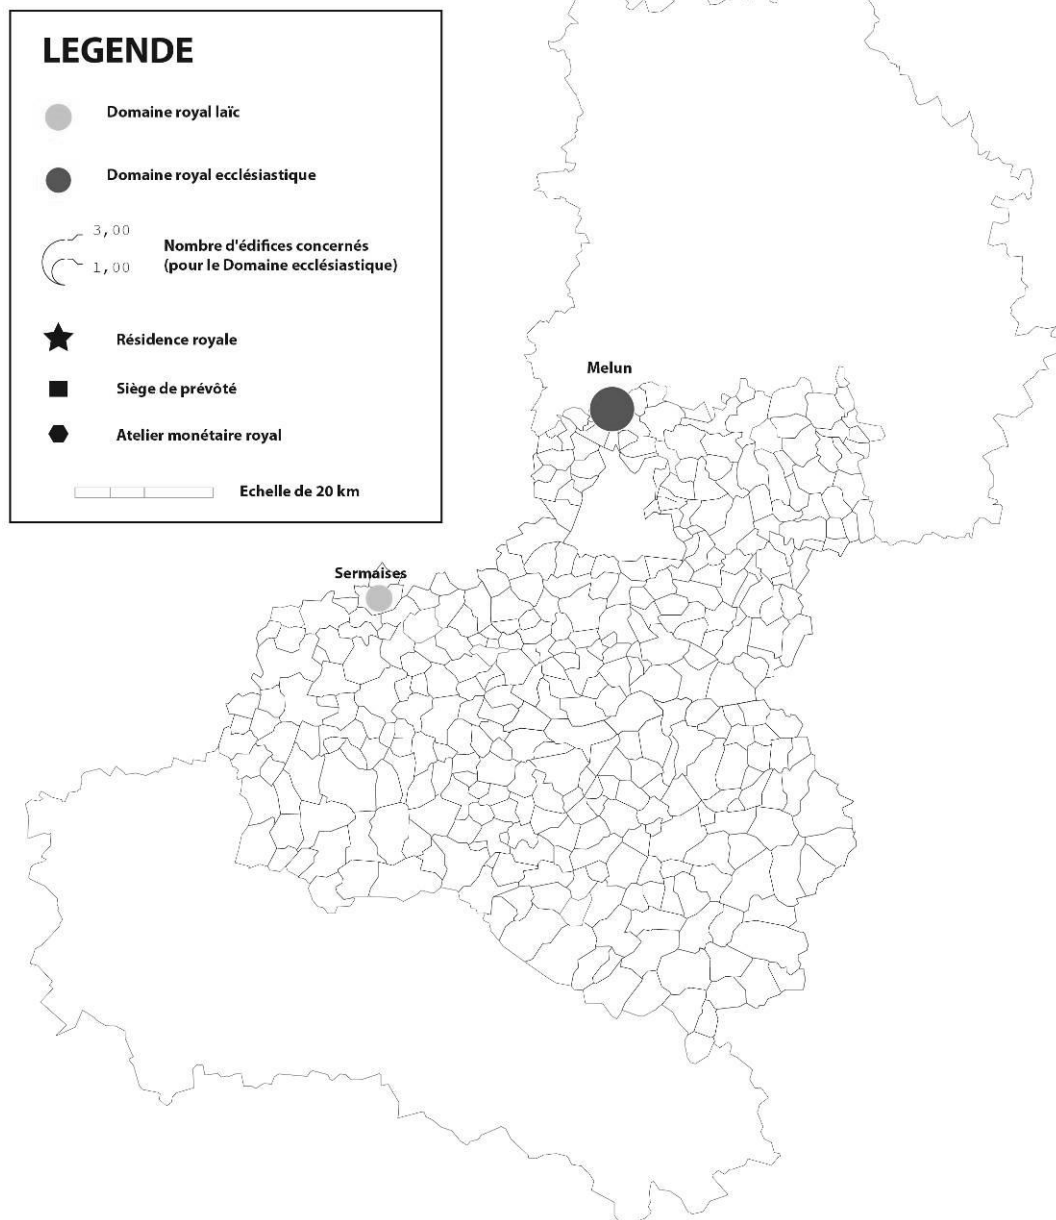 LEGENDE
Domaine royal laïc
Domaine royal ecclésiastique
3,00
1,00
Nombre d'édifices concernés
(pour le Domaine ecclésiastique)
Résidence royale
Siège de prévôté
Atelier monétaire royal
Echelle de 20 km
Melun
Sermaises